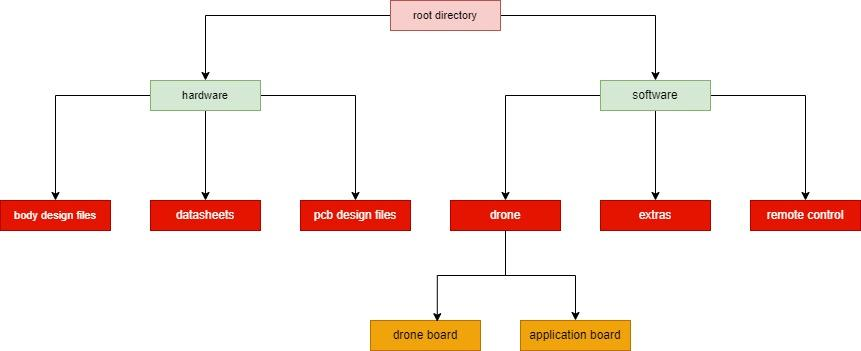 root directory
hardware
software
body design files
datasheets
pcb design files
drone
extras
remote control
drone board
application board